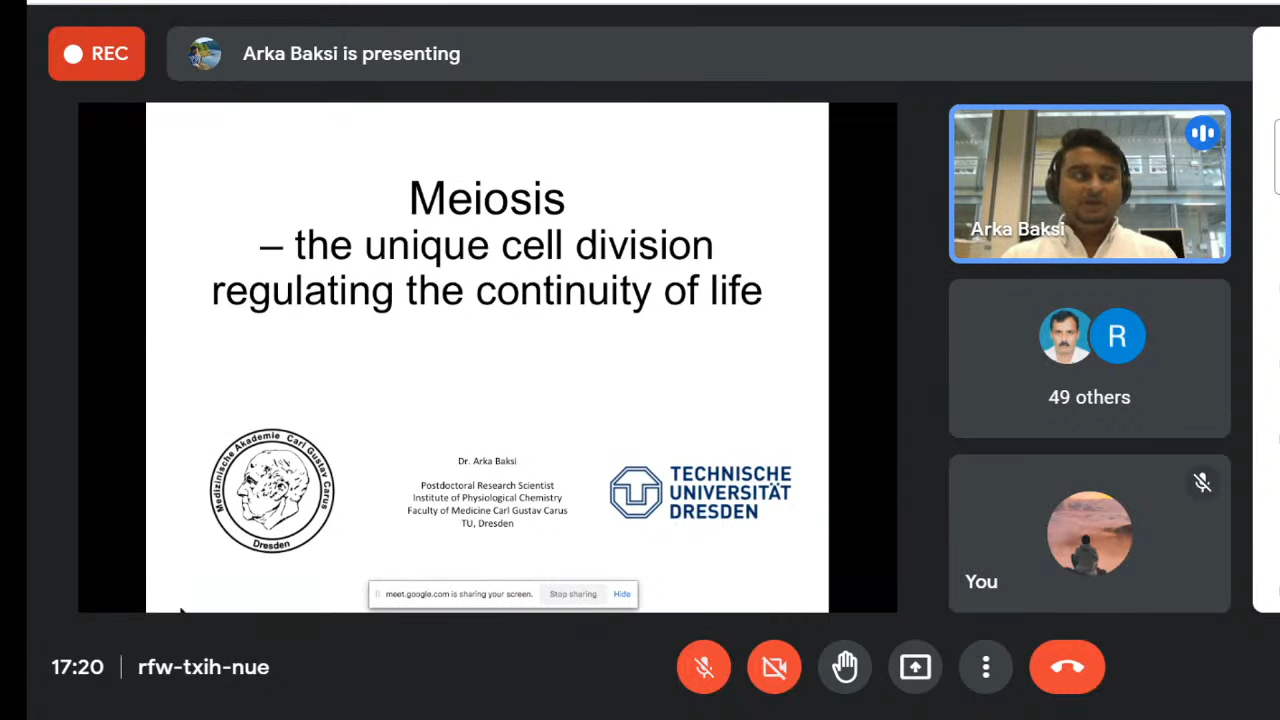 REC
Arka Baksi is presenting
Meiosis
– the unique cell division
regulating the continuity of life
Medizinische Akademie Carl Gustav Carus
Dresden
Dr. Arka Baksi
Postdoctoral Research Scientist
Institute of Physiological Chemistry
Faculty of Medicine Carl Gustav Carus
TU, Dresden
TECHNISCHE
UNIVERSITÄT
DRESDEN
meet.google.com is sharing your screen.
Stop sharing
Hide
Arka Baksi
R
49 others
You
17:20
rfw-txih-nue